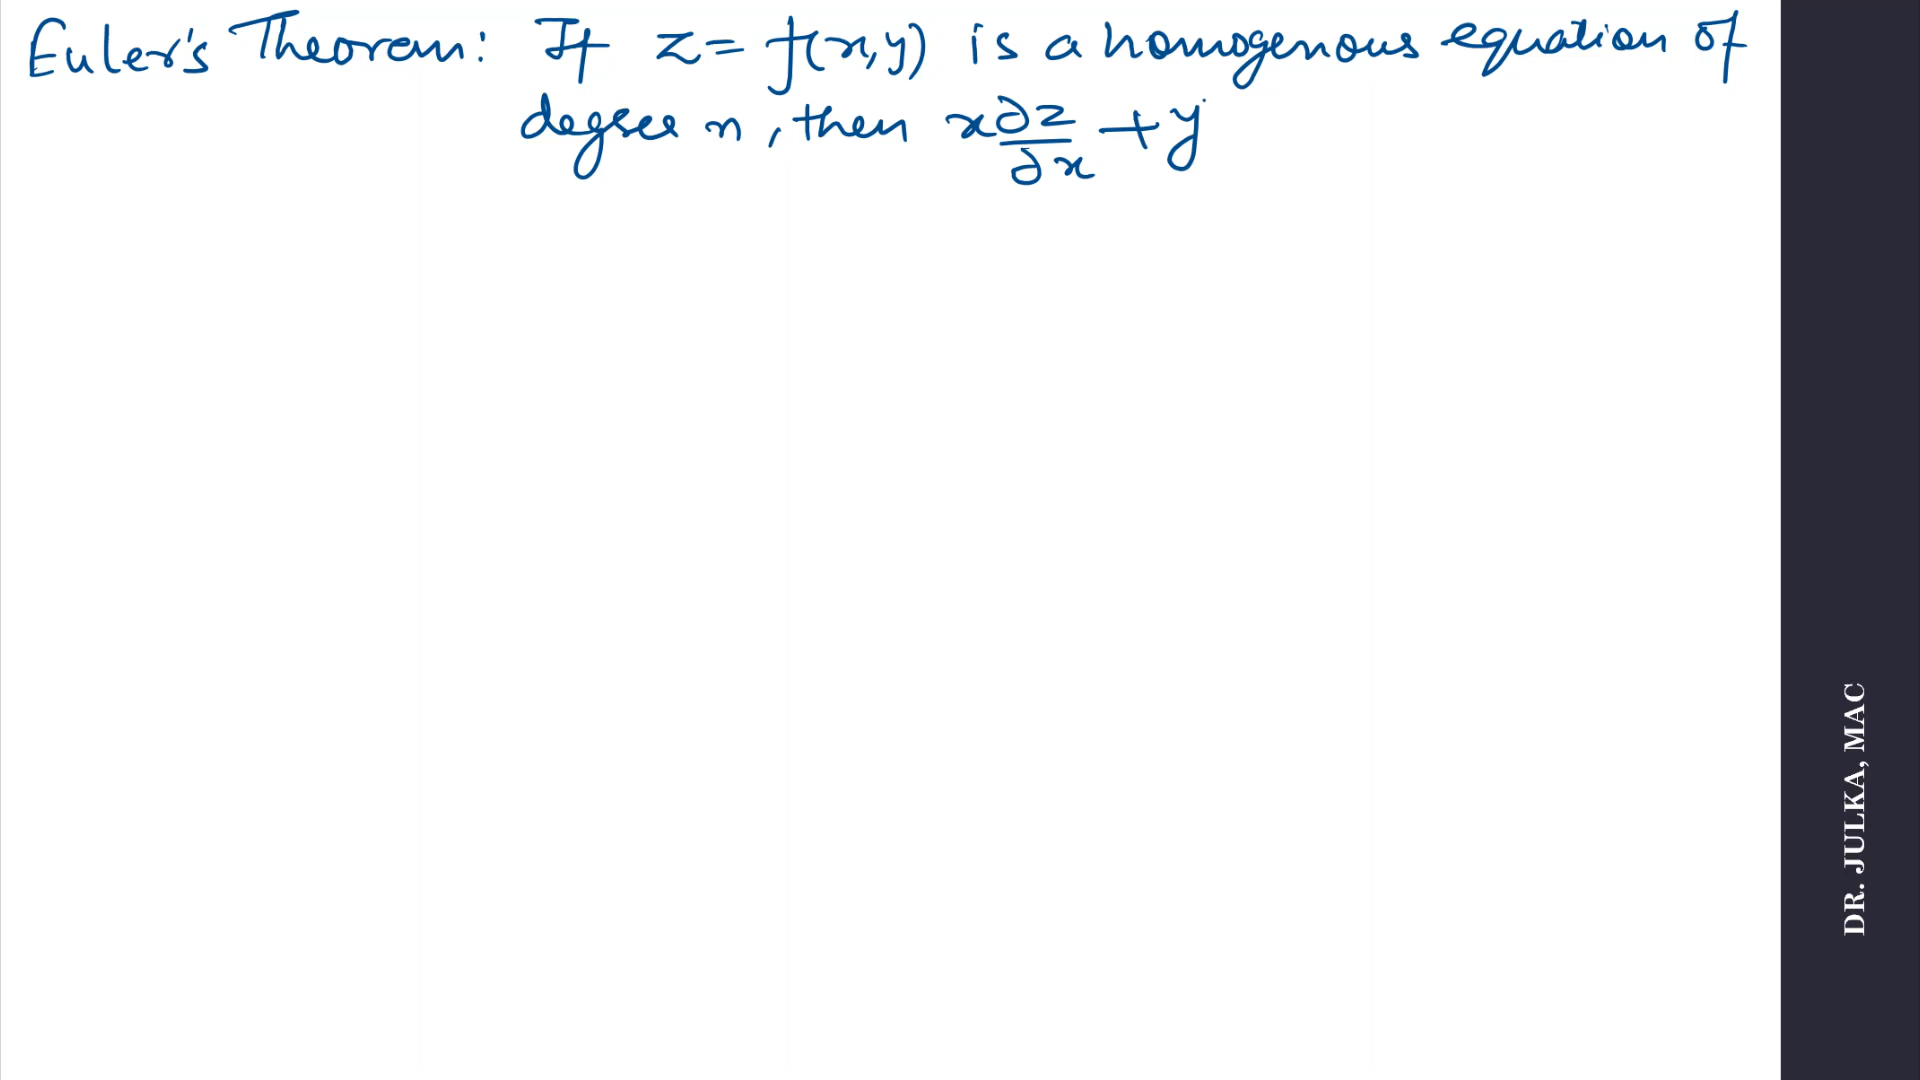 Euler's Theorem: If z = f(x,y) is a homogenous equation of
degree n, then x ∂z/∂x + y
DR. JULKA, MAC